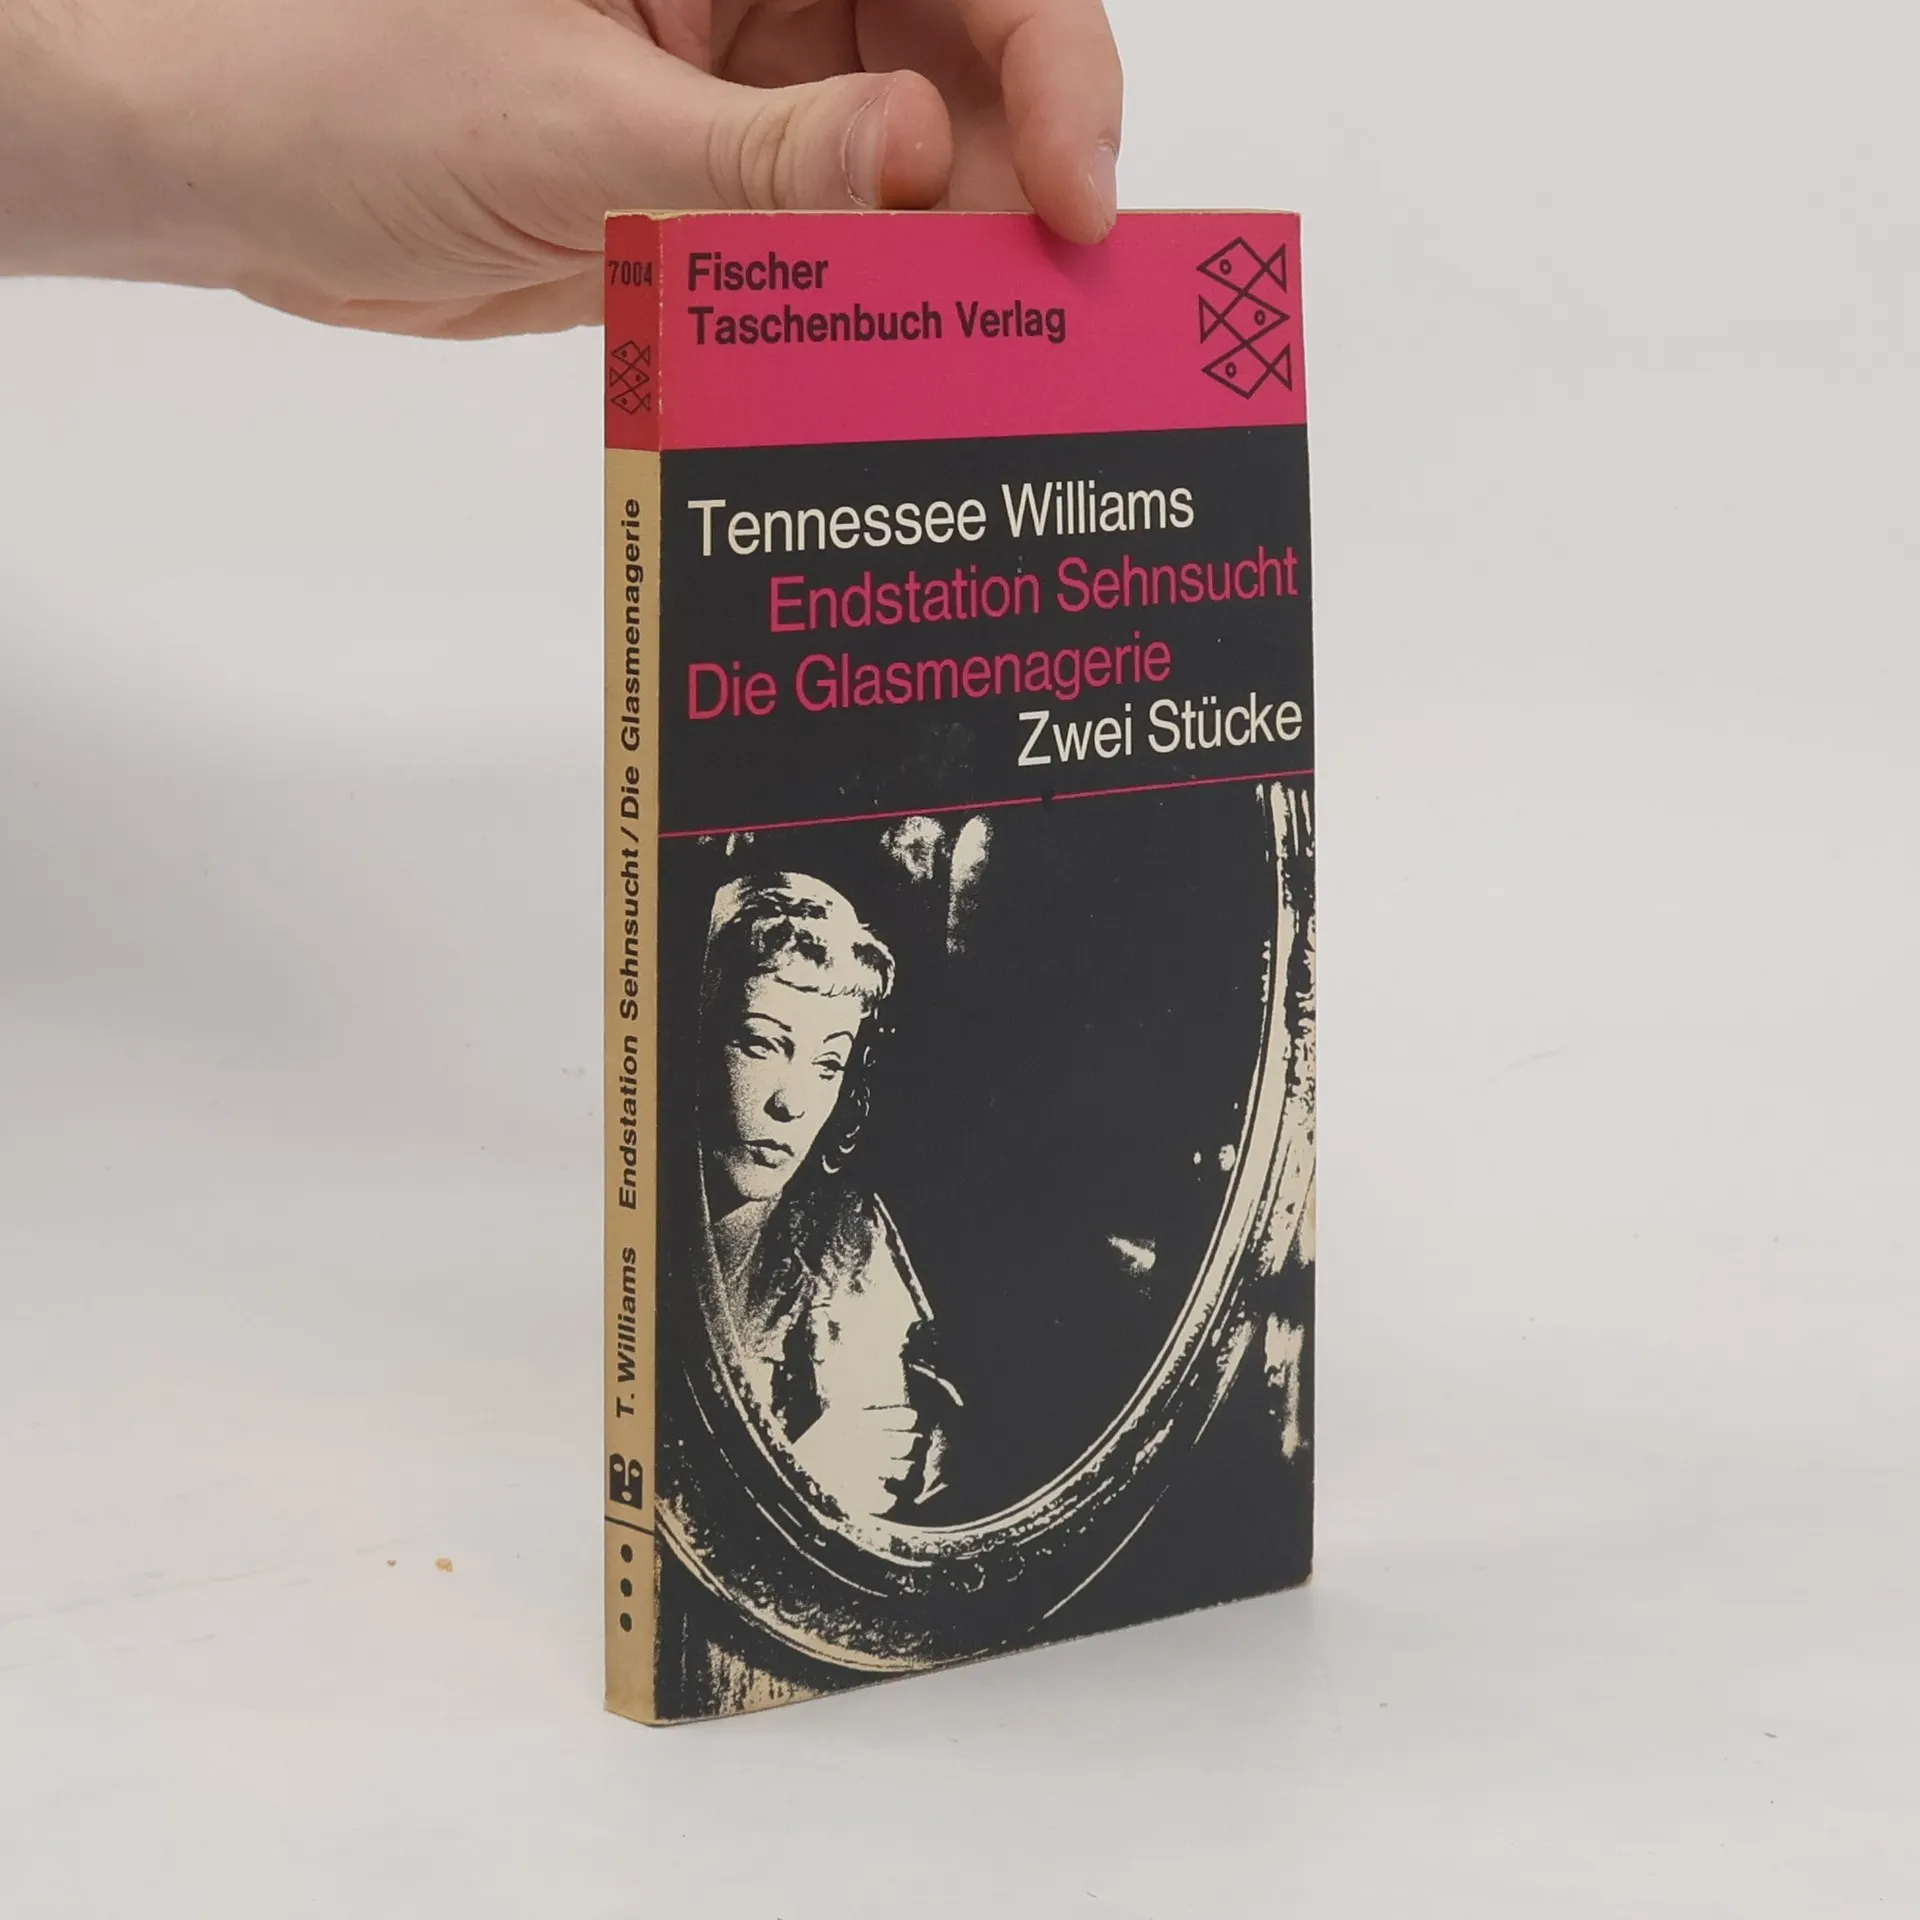 7004
Fischer
Taschenbuch Verlag
Tennessee Williams
Endstation Sehnsucht
Die Glasmenagerie
Zwei Stücke
T. Williams Endstation Sehnsucht / Die Glasmenagerie